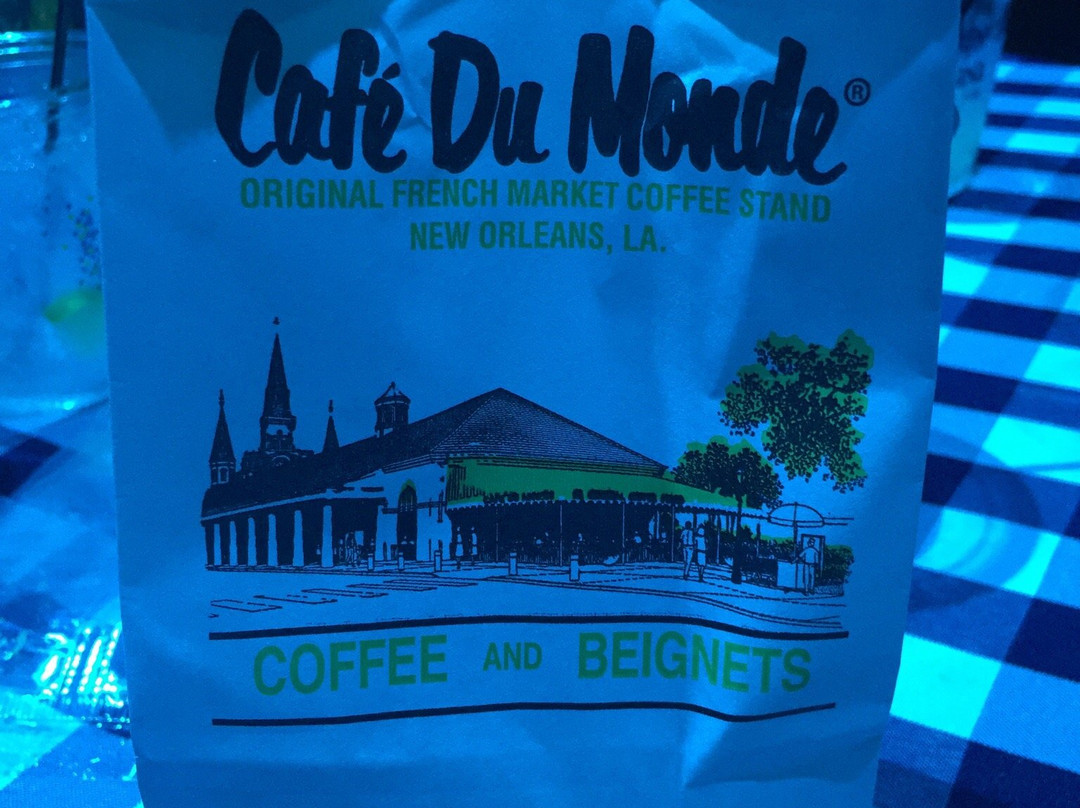 Café Du Monde®
ORIGINAL FRENCH MARKET COFFEE STAND
NEW ORLEANS, LA.
COFFEE AND BEIGNETS